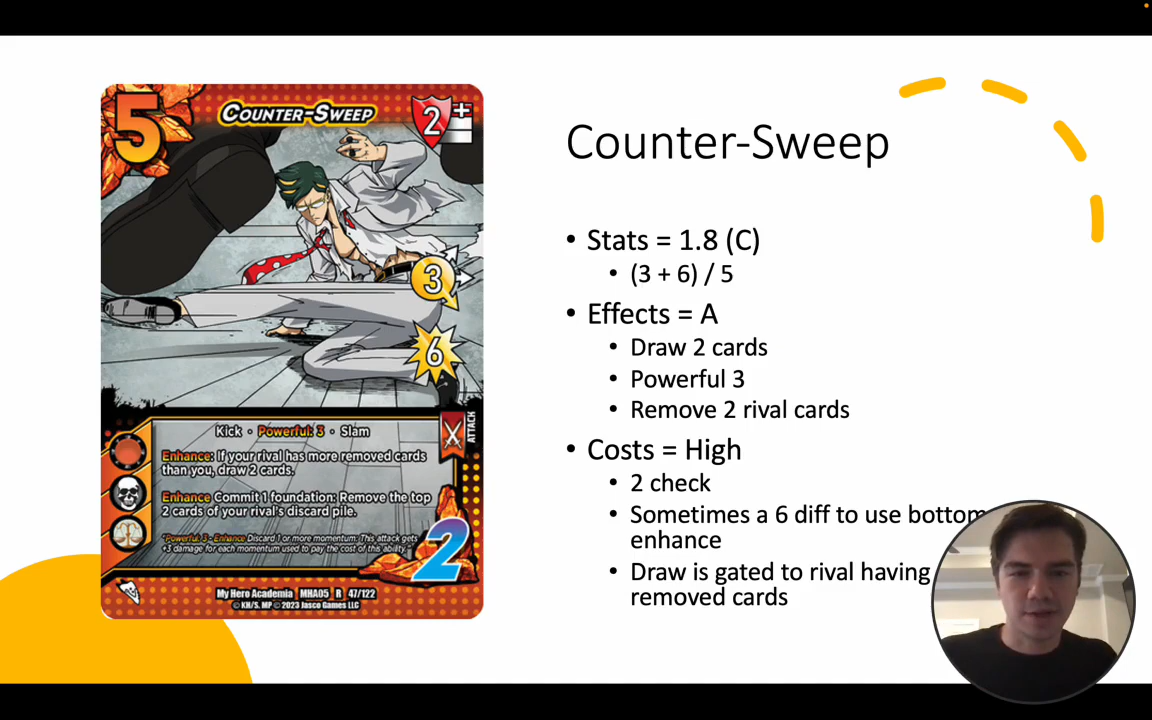 5
COUNTER-SWEEP
2 +
3
6
ATTACK
Kick · Powerful: 3 · Slam
Enhance: If your rival has more removed cards
than you, draw 2 cards.
Enhance Commit 1 foundation: Remove the top
2 cards of your rival's discard pile.
"Powerful: 3 - Enhance Discard 1 or more momentum: This attack gets
+3 damage for each momentum used to pay the cost of this ability."
2
My Hero Academia MHA05 R 47/122
© KH/S. MP © 2023 Jasco Games LLC
Counter-Sweep
• Stats = 1.8 (C)
• (3 + 6) / 5
• Effects = A
• Draw 2 cards
• Powerful 3
• Remove 2 rival cards
• Costs = High
• 2 check
• Sometimes a 6 diff to use bottom
enhance
• Draw is gated to rival having
removed cards